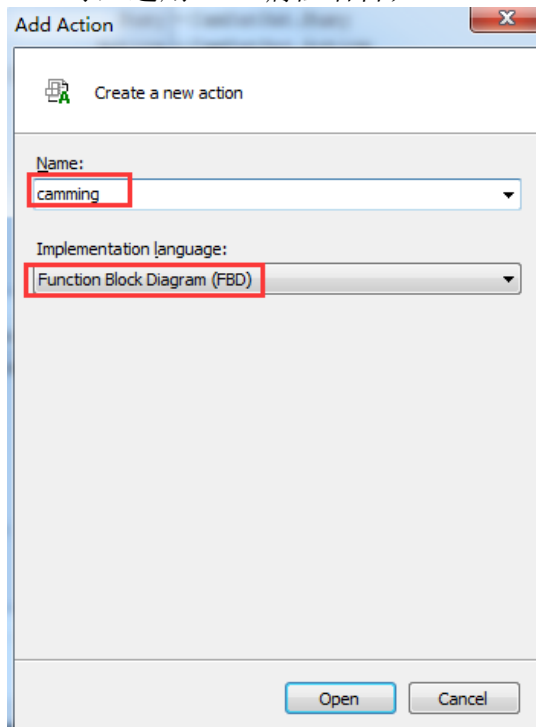 Add Action
Create a new action
Name:
camming
Implementation language:
Function Block Diagram (FBD)
Open
Cancel